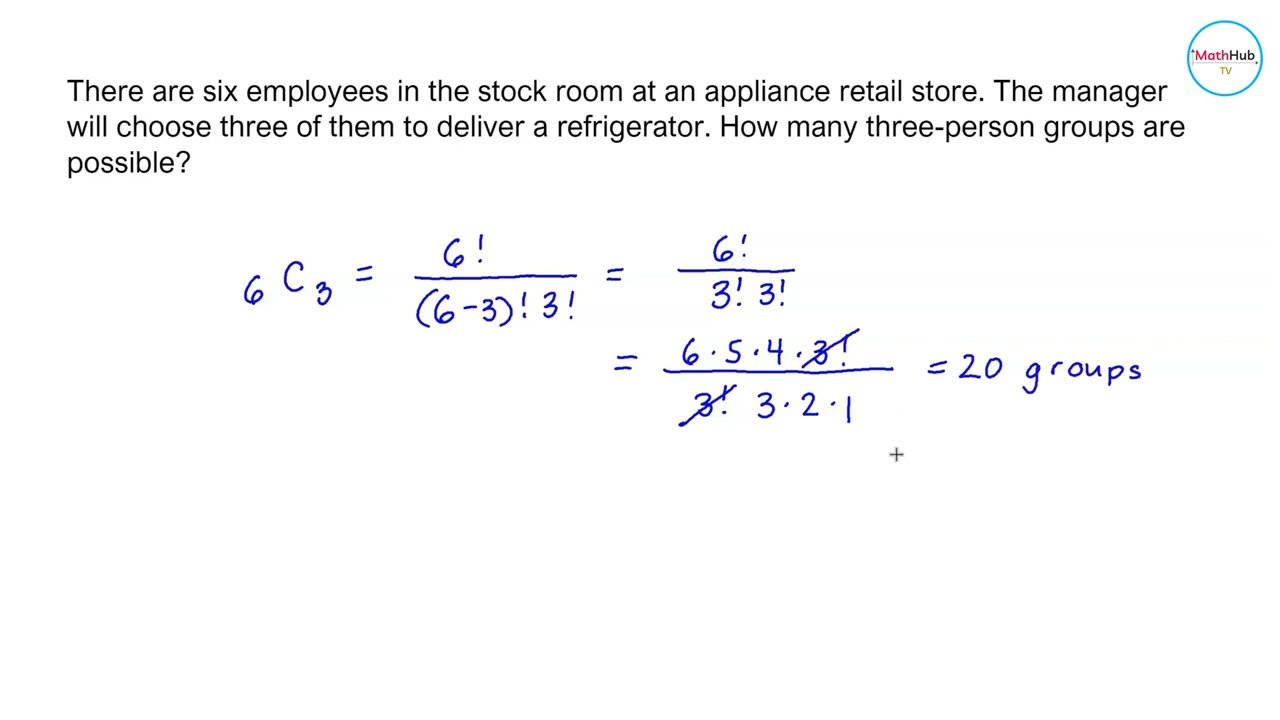 MathHub
TV
There are six employees in the stock room at an appliance retail store. The manager
will choose three of them to deliver a refrigerator. How many three-person groups are
possible?
₆C₃ = 6! / (6-3)! 3! = 6! / 3! 3!
= 6·5·4·3! / 3! 3·2·1 = 20 groups